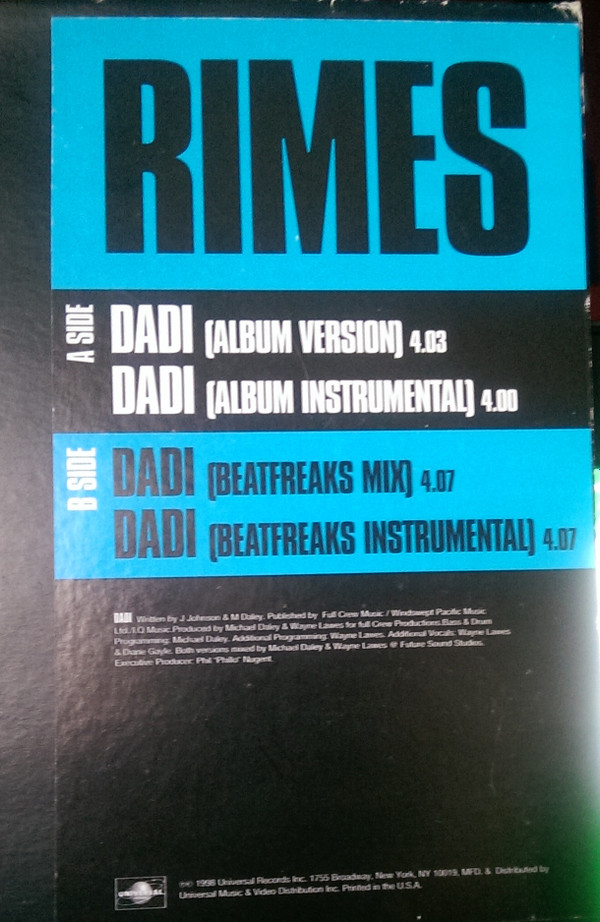 RIMES
A SIDE
DADI (ALBUM VERSION) 4.03
DADI (ALBUM INSTRUMENTAL) 4.00
B SIDE
DADI (BEATFREAKS MIX) 4.07
DADI (BEATFREAKS INSTRUMENTAL) 4.07
DADI Written by J Johnson & M Daley. Published by Full Crew Music / Windswept Pacific Music
Ltd./I.Q Music.Produced by Michael Daley & Wayne Lawes for full Crew Productions.Bass & Drum
Programming: Michael Daley. Additional Programming: Wayne Lawes. Additional Vocals: Wayne Lawes
& Diane Gayle. Both versions mixed by Michael Daley & Wayne Lawes @ Future Sound Studios.
Executive Producer: Phil "Phillo" Nugent.
UNIVERSAL
℗© 1998 Universal Records Inc. 1755 Broadway, New York, NY 10019, MFD. & Distributed by
Universal Music & Video Distribution Inc. Printed in the U.S.A.